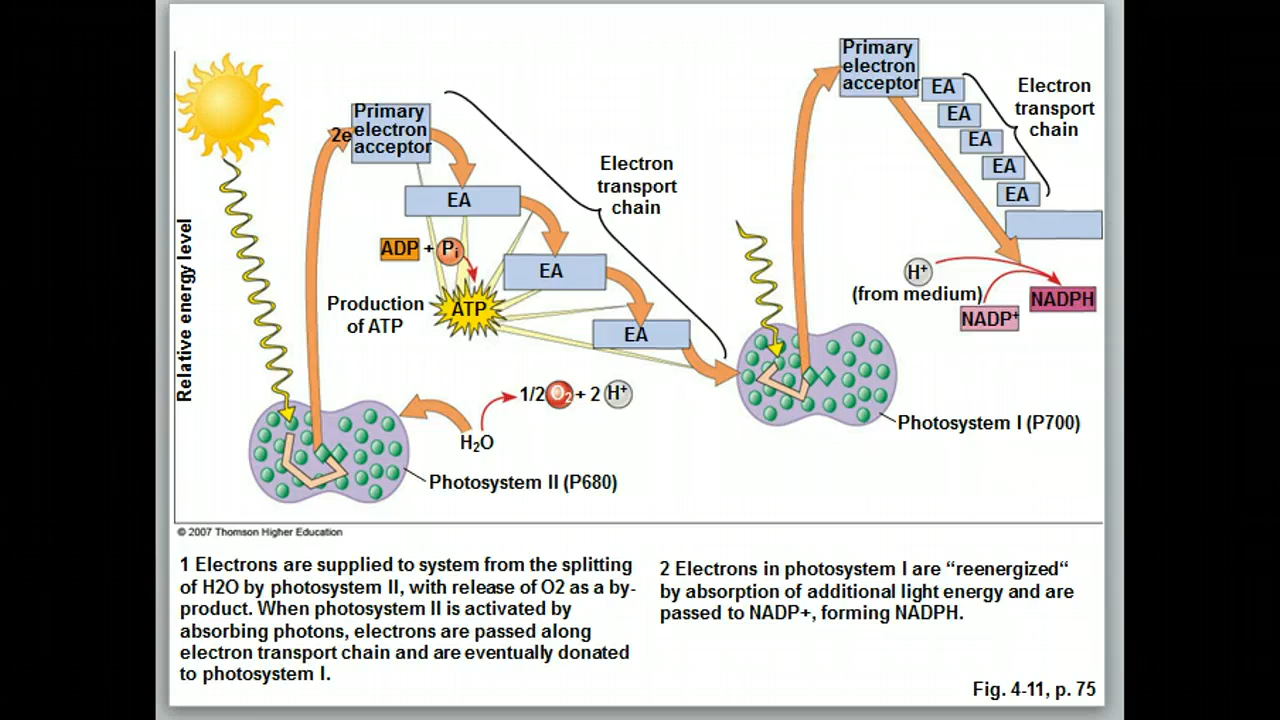 Relative energy level
Primary
electron
acceptor
2e
EA
EA
EA
Electron
transport
chain
ADP + Pi
ATP
Production
of ATP
1/2 O2 + 2 H+
H2O
Photosystem II (P680)
Primary
electron
acceptor
EA
EA
EA
EA
EA
Electron
transport
chain
H+
(from medium)
NADP+
NADPH
Photosystem I (P700)
© 2007 Thomson Higher Education
1 Electrons are supplied to system from the splitting
of H2O by photosystem II, with release of O2 as a by-
product. When photosystem II is activated by
absorbing photons, electrons are passed along
electron transport chain and are eventually donated
to photosystem I.
2 Electrons in photosystem I are “reenergized“
by absorption of additional light energy and are
passed to NADP+, forming NADPH.
Fig. 4-11, p. 75